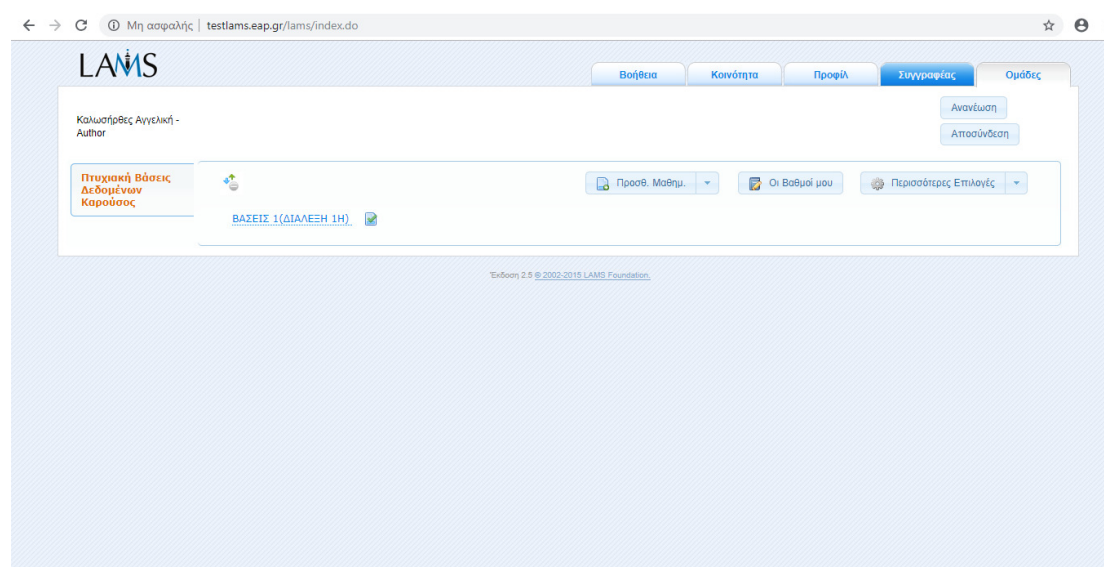 Μη ασφαλής | testlams.eap.gr/lams/index.do
LAMS
Βοήθεια Κοινότητα Προφίλ Συγγραφέας Ομάδες
Καλωσήρθες Αγγελική -
Author
Ανανέωση
Αποσύνδεση
Πτυχιακή Βάσεις
Δεδομένων
Καρούσος
Προσθ. Μαθημ. Οι Βαθμοί μου Περισσότερες Επιλογές
ΒΑΣΕΙΣ 1(ΔΙΑΛΕΞΗ 1Η)
Έκδοση 2.5 © 2002-2015 LAMS Foundation.